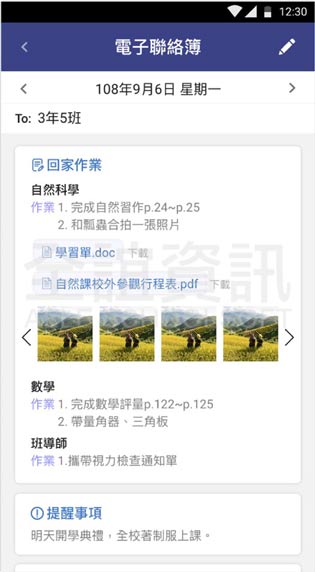 12:30
電子聯絡簿
108年9月6日 星期一
To: 3年5班
回家作業
自然科學
作業 1. 完成自然習作p.24~p.25
2. 和瓢蟲合拍一張照片
學習單.doc 下載
自然課校外參觀行程表.pdf 下載
全誼資訊
數學
作業 1. 完成數學評量p.122~p.125
2. 帶量角器、三角板
班導師
作業 1.攜帶視力檢查通知單
提醒事項
明天開學典禮，全校著制服上課。